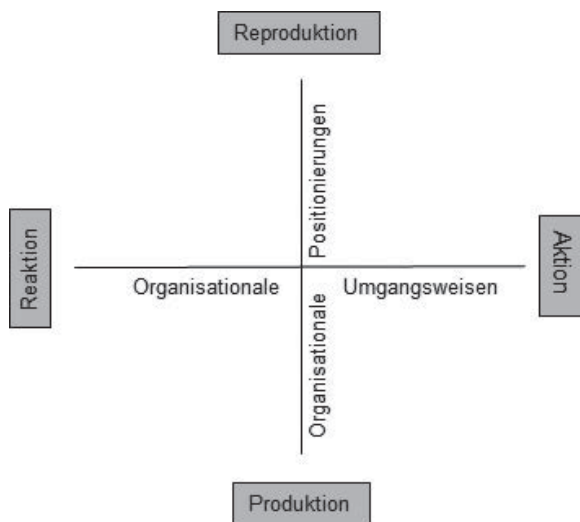 Reproduktion
Organisationale Positionierungen
Reaktion
Aktion
Organisationale Umgangsweisen
Produktion